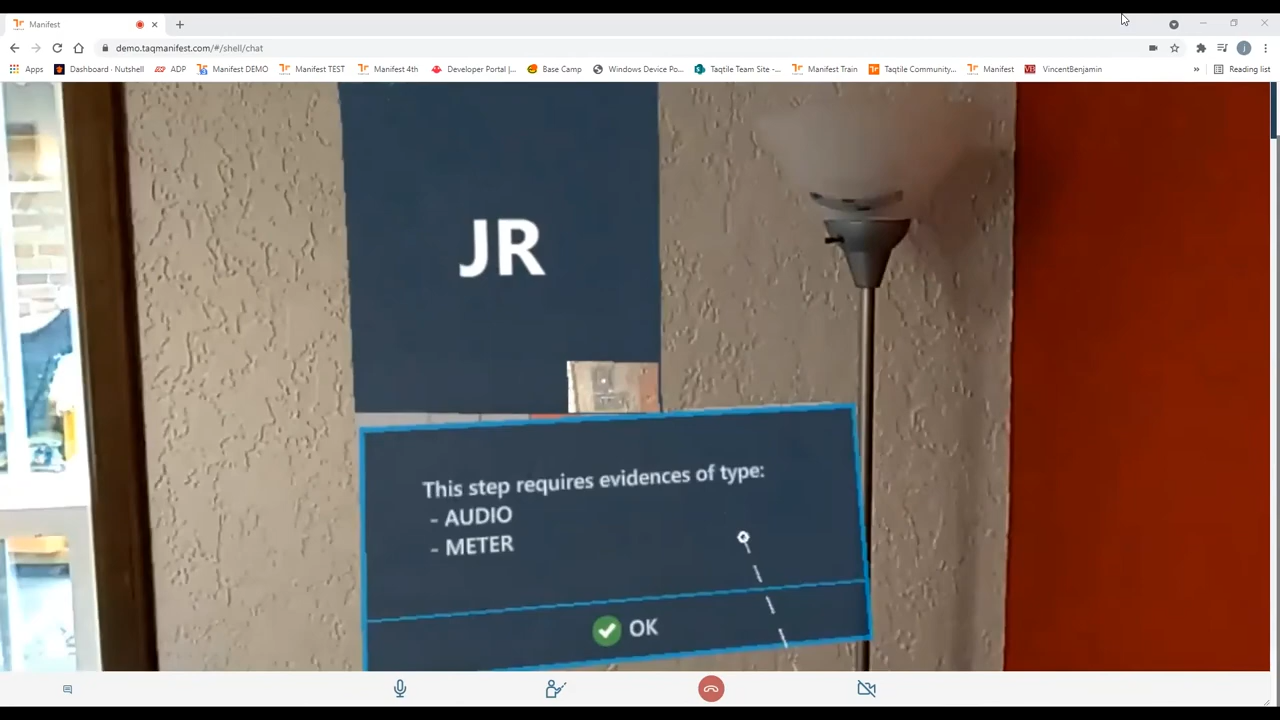 Manifest
demo.taqmanifest.com/#/shell/chat
Apps
Dashboard · Nutshell
ADP
Manifest DEMO
Manifest TEST
Manifest 4th
Developer Portal |...
Base Camp
Windows Device Po...
Taqtile Team Site -...
Manifest Train
Taqtile Community...
Manifest
VB
VincentBenjamin
»
Reading list
JR
This step requires evidences of type:
- AUDIO
- METER
OK